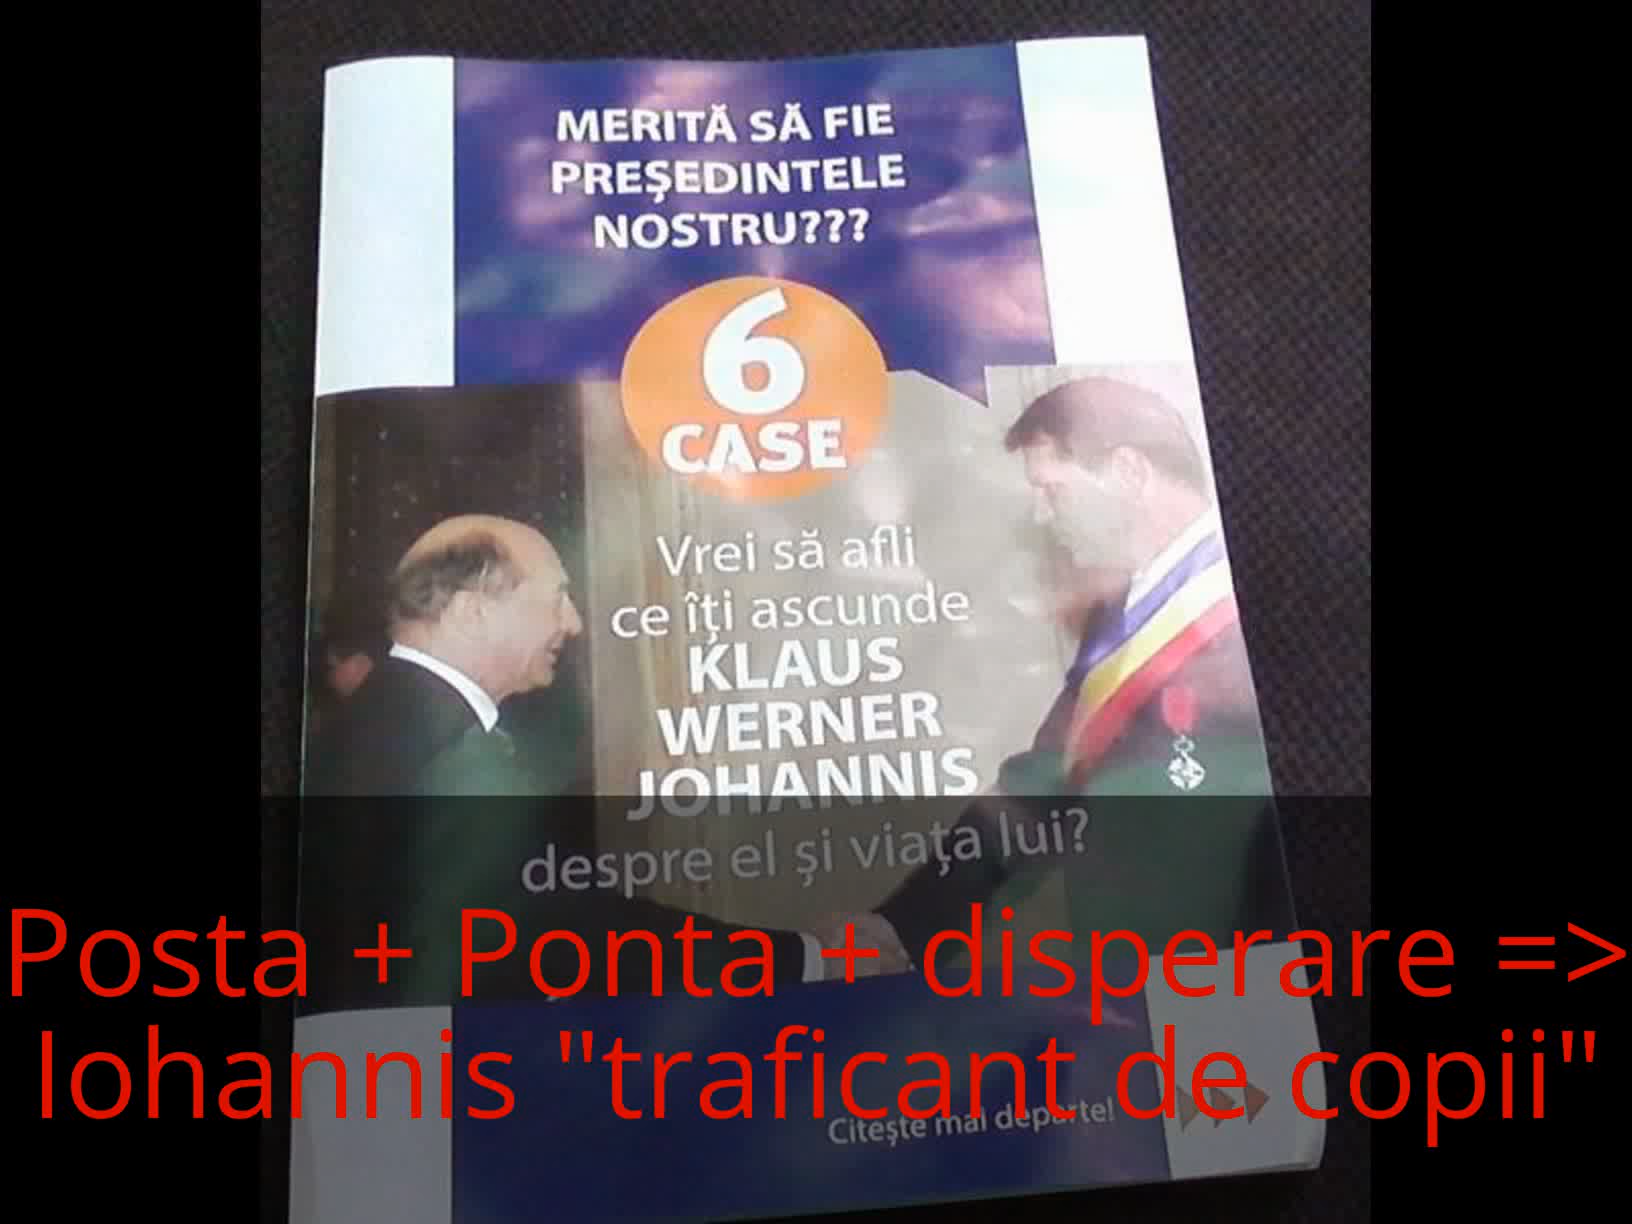 MERITĂ SĂ FIE
PREŞEDINTELE
NOSTRU???
6
CASE
Vrei să afli
ce îţi ascunde
KLAUS
WERNER
JOHANNIS
despre el şi viaţa lui?
Posta + Ponta + disperare =>
Iohannis "traficant de copii"
Citeşte mai departe!